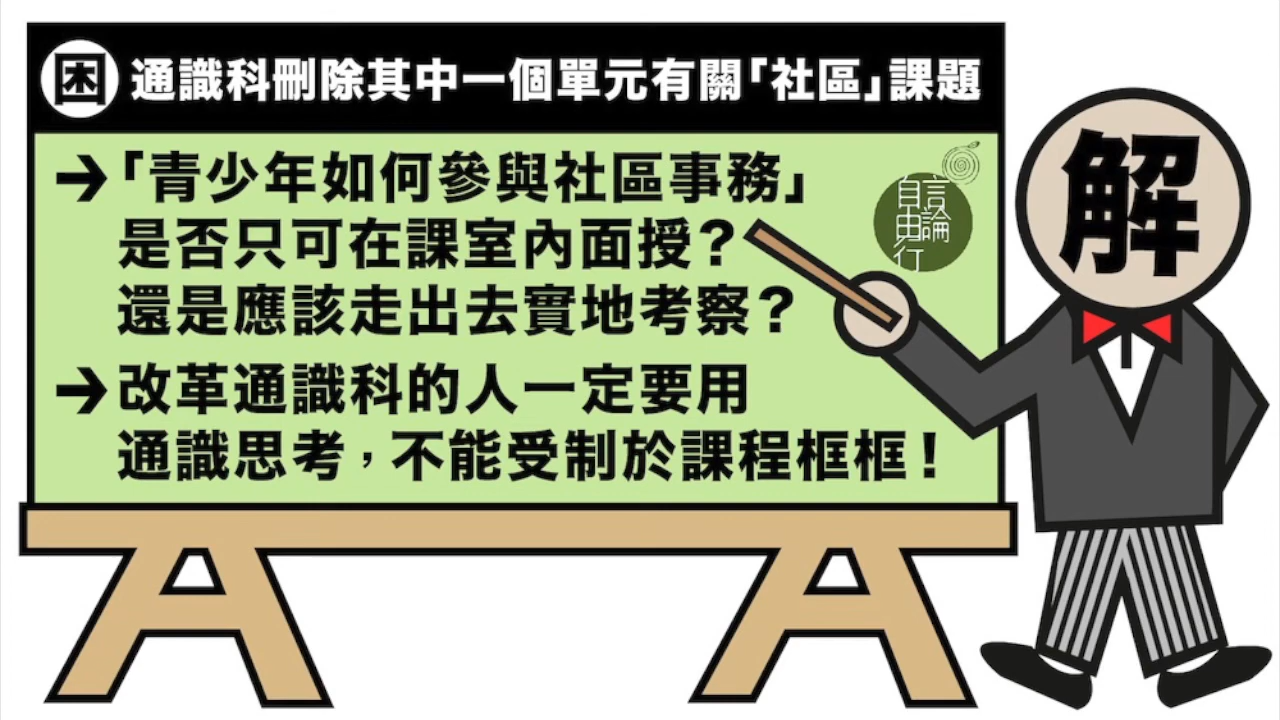 困 通識科刪除其中一個單元有關「社區」課題
→「青少年如何參與社區事務」
是否只可在課室內面授？
還是應該走出去實地考察？
→改革通識科的人一定要用
通識思考，不能受制於課程框框！
自由行
言論
解